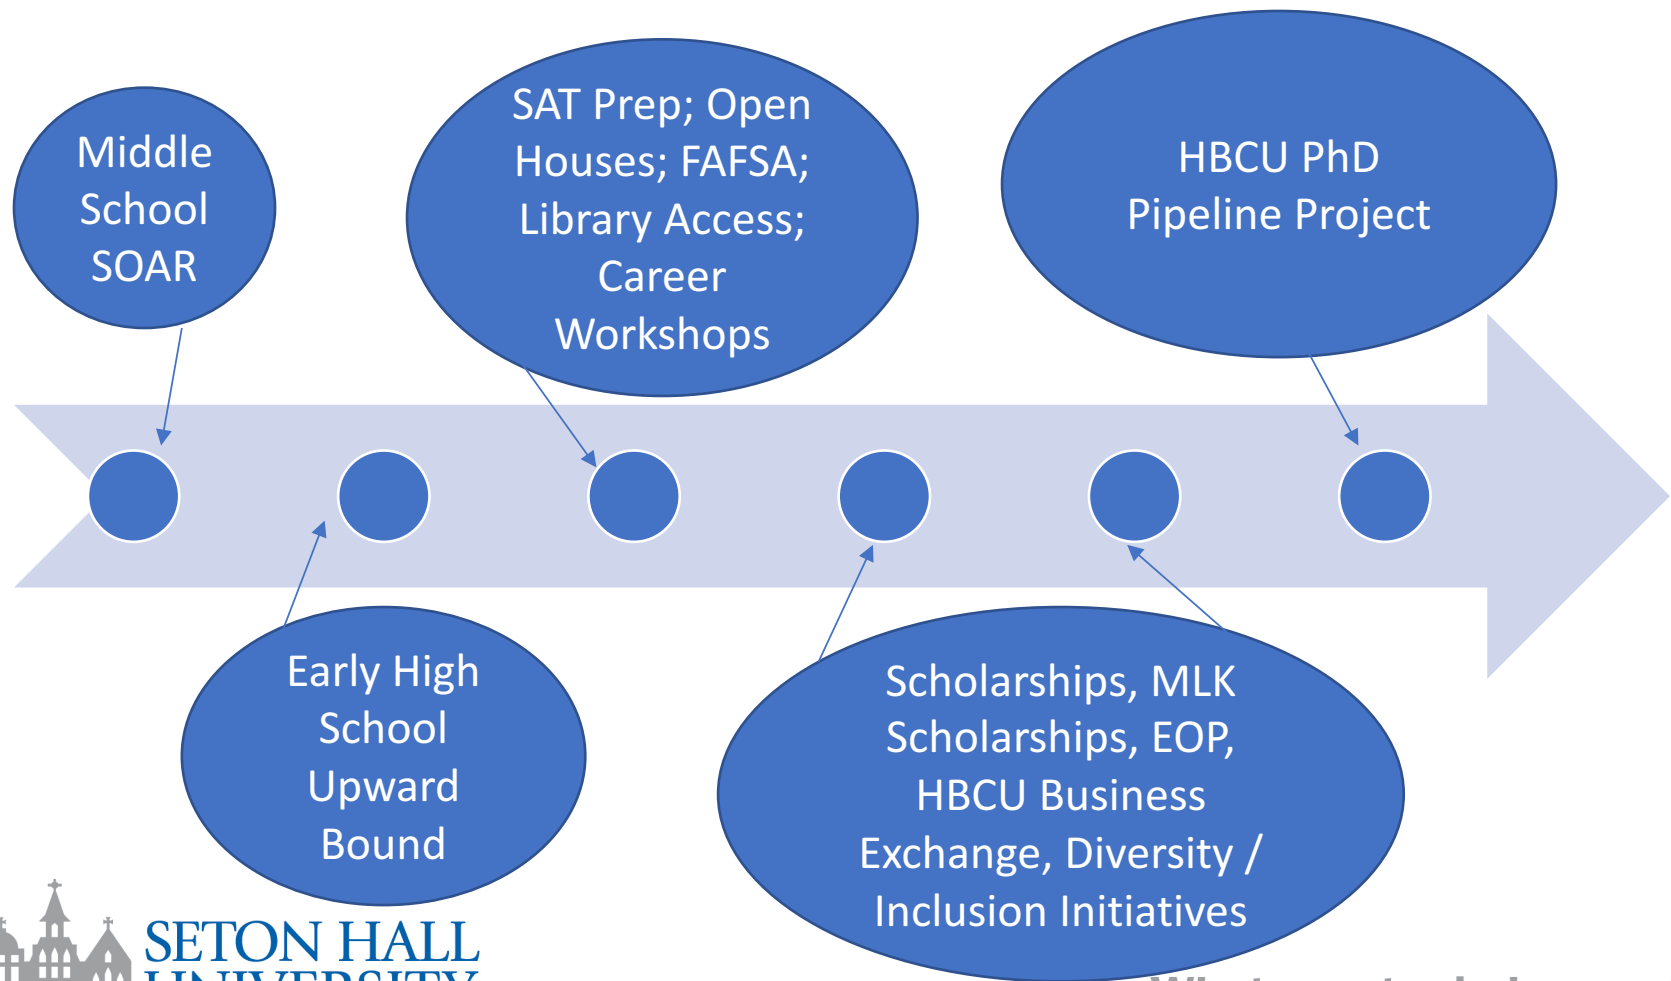 Middle
School
SOAR
SAT Prep; Open
Houses; FAFSA;
Library Access;
Career
Workshops
HBCU PhD
Pipeline Project
Early High
School
Upward
Bound
Scholarships, MLK
Scholarships, EOP,
HBCU Business
Exchange, Diversity /
Inclusion Initiatives
SETON HALL
UNIVERSITY